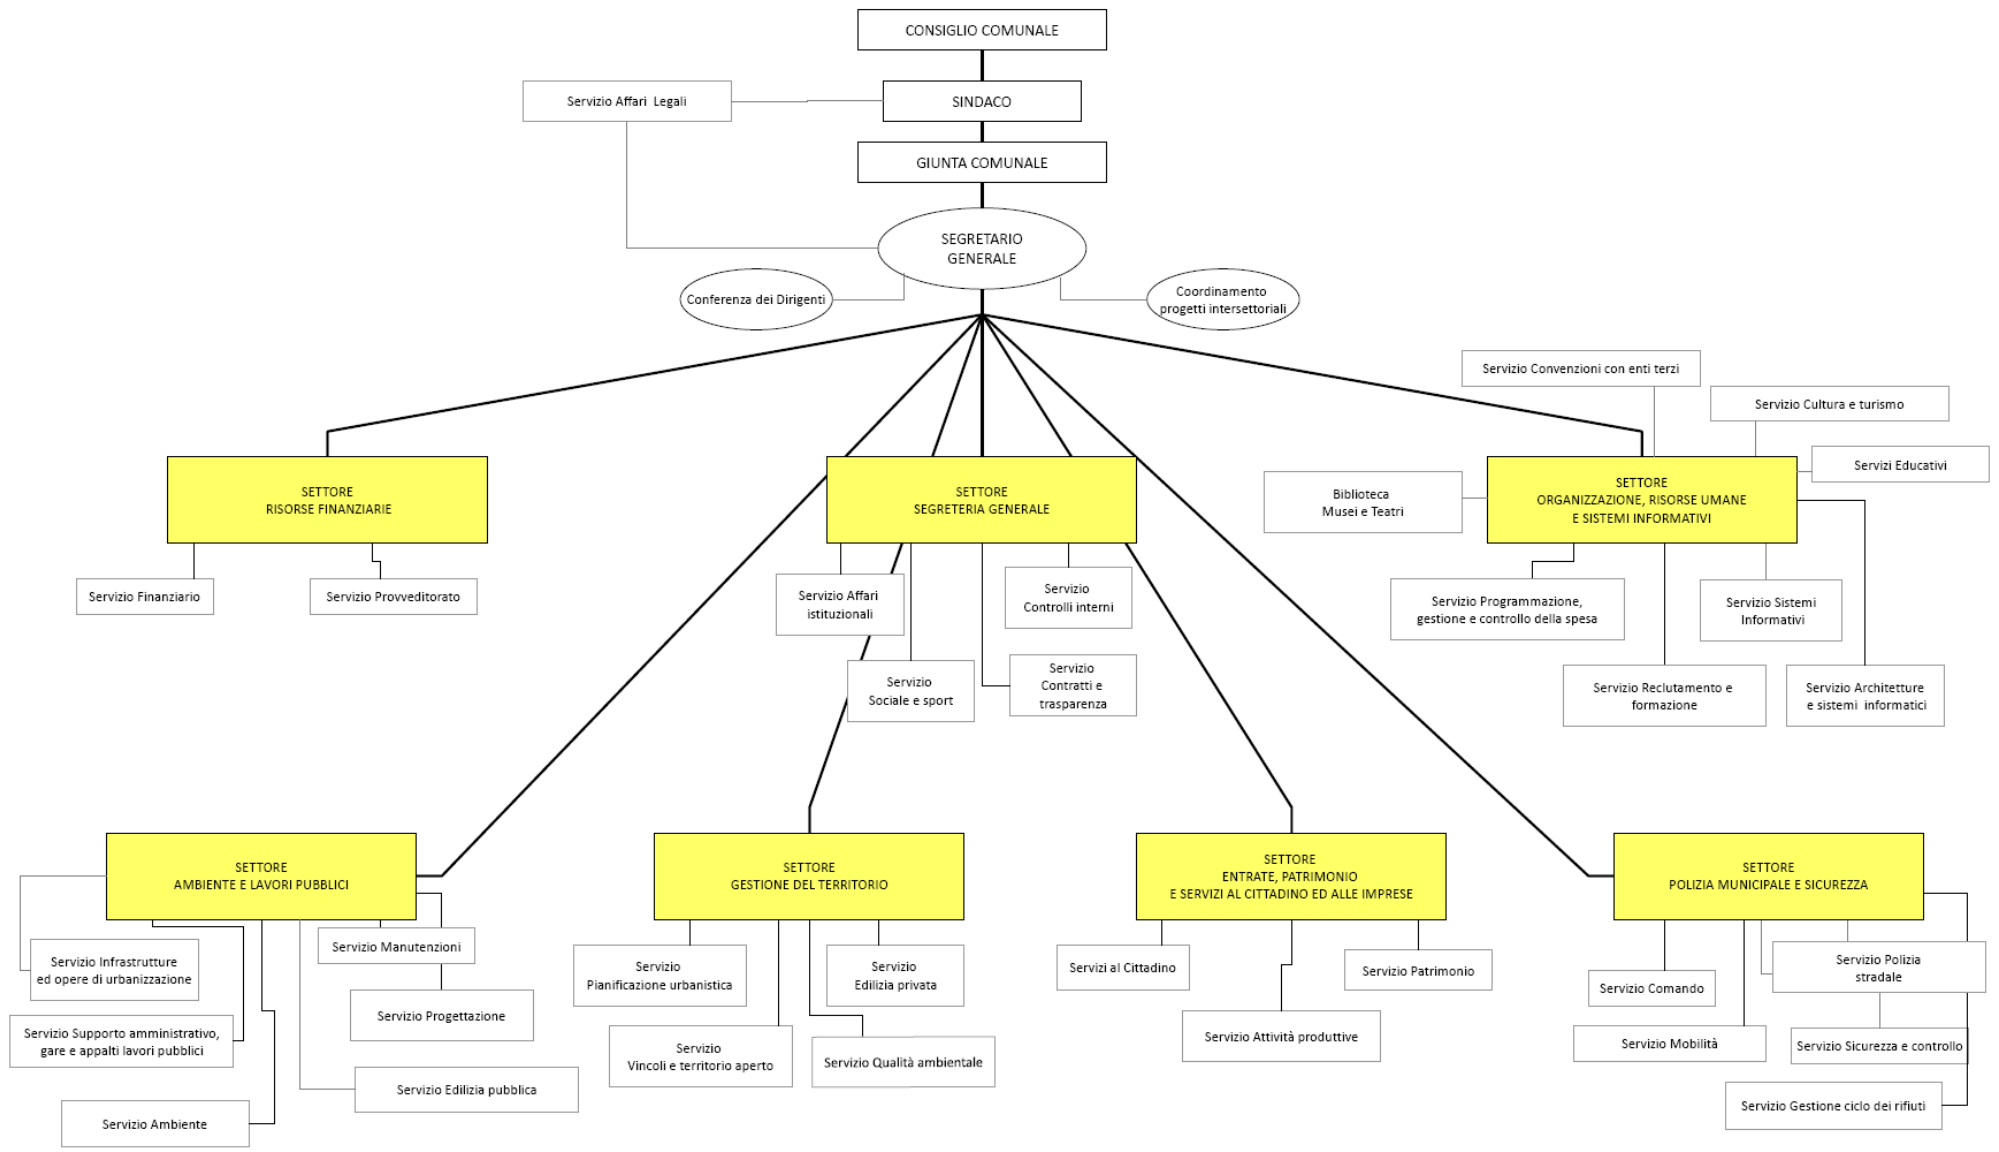 CONSIGLIO COMUNALE
Servizio Affari Legali
SINDACO
GIUNTA COMUNALE
SEGRETARIO
GENERALE
Conferenza dei Dirigenti
Coordinamento
progetti intersettoriali
Servizio Convenzioni con enti terzi
Servizio Cultura e turismo
Servizi Educativi
Biblioteca
Musei e Teatri
SETTORE
RISORSE FINANZIARIE
SETTORE
SEGRETERIA GENERALE
SETTORE
ORGANIZZAZIONE, RISORSE UMANE
E SISTEMI INFORMATIVI
Servizio Finanziario
Servizio Provveditorato
Servizio Affari
istituzionali
Servizio
Controlli interni
Servizio
Sociale e sport
Servizio
Contratti e
trasparenza
Servizio Programmazione,
gestione e controllo della spesa
Servizio Sistemi
Informativi
Servizio Reclutamento e
formazione
Servizio Architetture
e sistemi informatici
SETTORE
AMBIENTE E LAVORI PUBBLICI
SETTORE
GESTIONE DEL TERRITORIO
SETTORE
ENTRATE, PATRIMONIO
E SERVIZI AL CITTADINO ED ALLE IMPRESE
SETTORE
POLIZIA MUNICIPALE E SICUREZZA
Servizio Manutenzioni
Servizio Infrastrutture
ed opere di urbanizzazione
Servizio Progettazione
Servizio Supporto amministrativo,
gare e appalti lavori pubblici
Servizio Edilizia pubblica
Servizio Ambiente
Servizio
Pianificazione urbanistica
Servizio
Edilizia privata
Servizio
Vincoli e territorio aperto
Servizio Qualità ambientale
Servizi al Cittadino
Servizio Patrimonio
Servizio Attività produttive
Servizio Polizia
stradale
Servizio Comando
Servizio Mobilità
Servizio Sicurezza e controllo
Servizio Gestione ciclo dei rifiuti